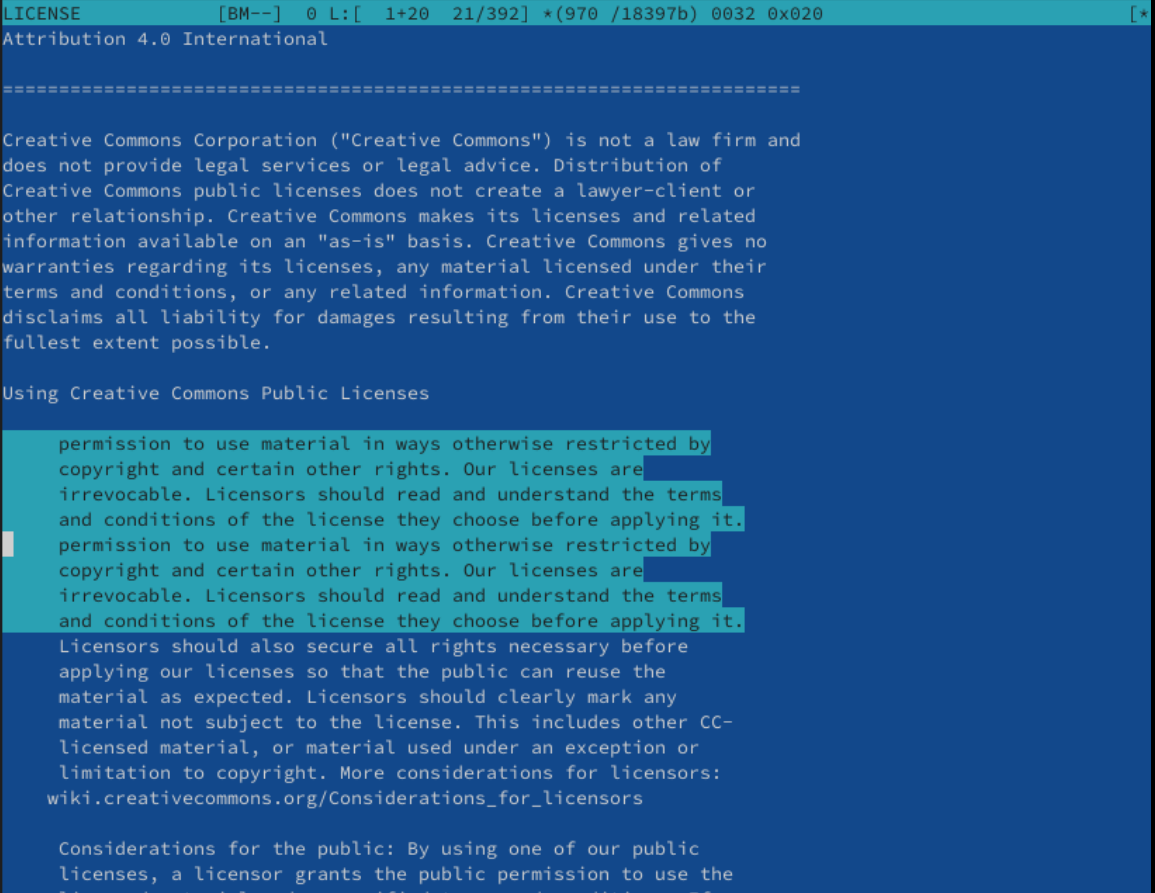 LICENSE [BM--] 0 L:[ 1+20 21/392] *(970 /18397b) 0032 0x020 [*
Attribution 4.0 International
=======================================================================
Creative Commons Corporation ("Creative Commons") is not a law firm and
does not provide legal services or legal advice. Distribution of
Creative Commons public licenses does not create a lawyer-client or
other relationship. Creative Commons makes its licenses and related
information available on an "as-is" basis. Creative Commons gives no
warranties regarding its licenses, any material licensed under their
terms and conditions, or any related information. Creative Commons
disclaims all liability for damages resulting from their use to the
fullest extent possible.
Using Creative Commons Public Licenses
permission to use material in ways otherwise restricted by
copyright and certain other rights. Our licenses are
irrevocable. Licensors should read and understand the terms
and conditions of the license they choose before applying it.
permission to use material in ways otherwise restricted by
copyright and certain other rights. Our licenses are
irrevocable. Licensors should read and understand the terms
and conditions of the license they choose before applying it.
Licensors should also secure all rights necessary before
applying our licenses so that the public can reuse the
material as expected. Licensors should clearly mark any
material not subject to the license. This includes other CC-
licensed material, or material used under an exception or
limitation to copyright. More considerations for licensors:
wiki.creativecommons.org/Considerations_for_licensors
Considerations for the public: By using one of our public
licenses, a licensor grants the public permission to use the